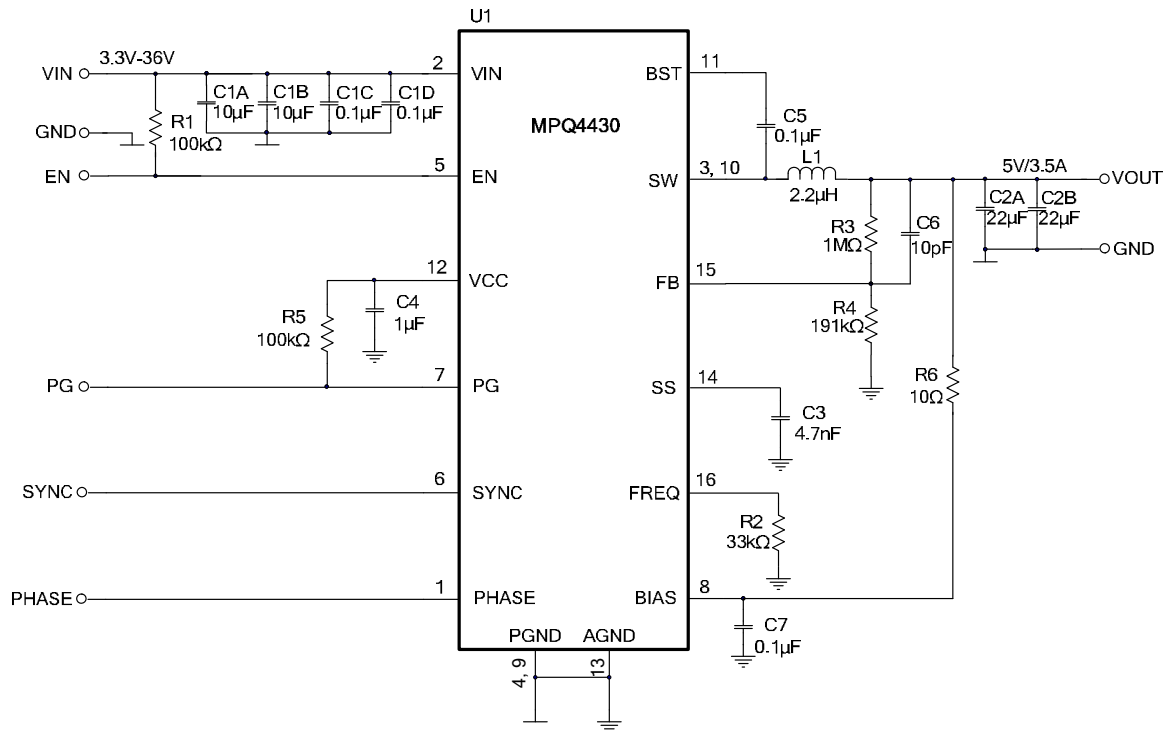 U1
3.3V-36V
VIN
2
VIN
BST
11
C1A
10µF
C1B
10µF
C1C
0.1µF
C1D
0.1µF
MPQ4430
C5
0.1µF
GND
R1
100kΩ
EN
5
EN
SW
3, 10
L1
2.2µH
5V/3.5A
VOUT
C2A
22µF
C2B
22µF
R3
1MΩ
C6
10pF
GND
12
VCC
FB
15
C4
1µF
R5
100kΩ
R4
191kΩ
PG
7
PG
SS
14
R6
10Ω
C3
4.7nF
SYNC
6
SYNC
FREQ
16
R2
33kΩ
PHASE
1
PHASE
BIAS
8
C7
0.1µF
PGND
AGND
4, 9
13